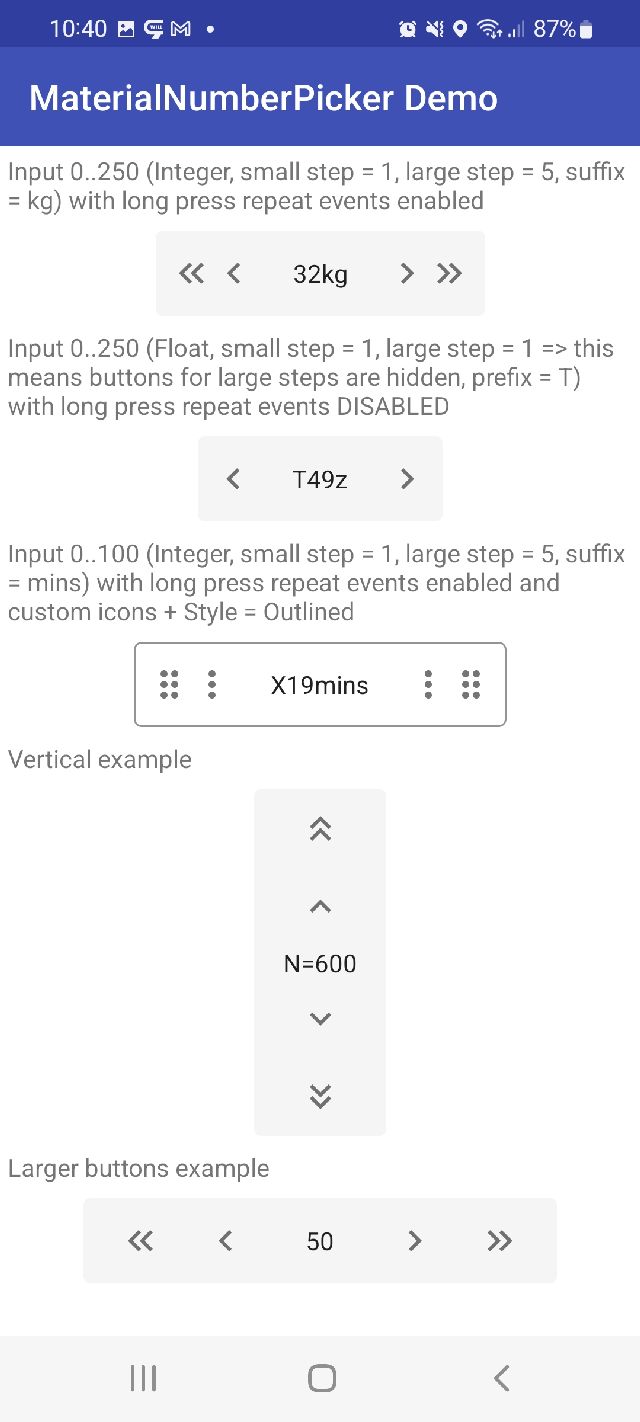 10:40
87%
MaterialNumberPicker Demo
Input 0..250 (Integer, small step = 1, large step = 5, suffix
= kg) with long press repeat events enabled
32kg
Input 0..250 (Float, small step = 1, large step = 1 => this
means buttons for large steps are hidden, prefix = T)
with long press repeat events DISABLED
T49z
Input 0..100 (Integer, small step = 1, large step = 5, suffix
= mins) with long press repeat events enabled and
custom icons + Style = Outlined
X19mins
Vertical example
N=600
Larger buttons example
50